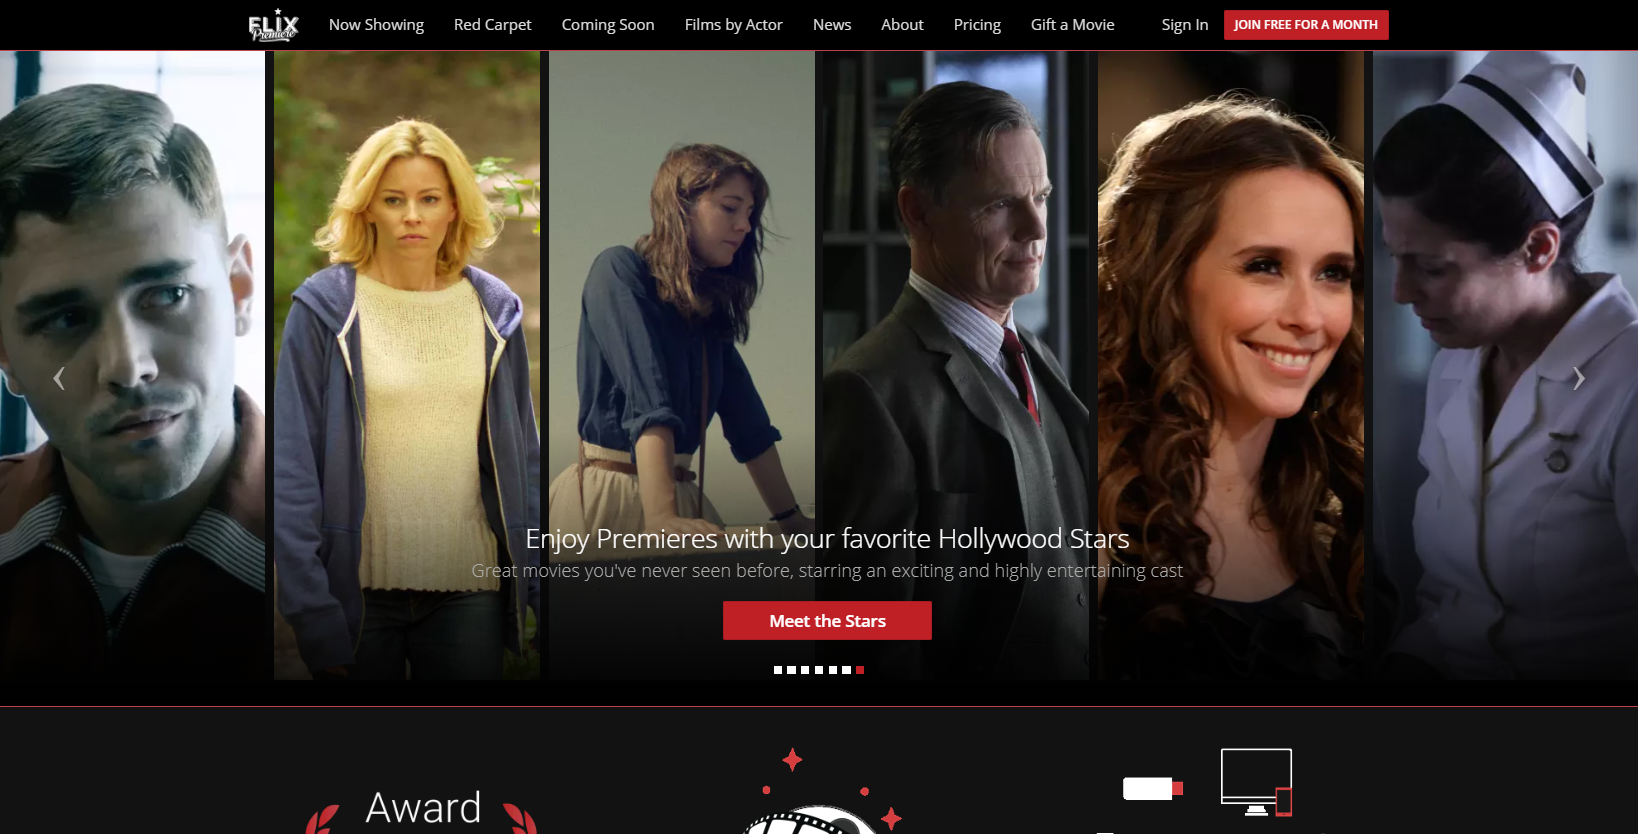 FLIX
Premiere
Now Showing
Red Carpet
Coming Soon
Films by Actor
News
About
Pricing
Gift a Movie
Sign In
JOIN FREE FOR A MONTH
Enjoy Premieres with your favorite Hollywood Stars
Great movies you've never seen before, starring an exciting and highly entertaining cast
Meet the Stars
Award